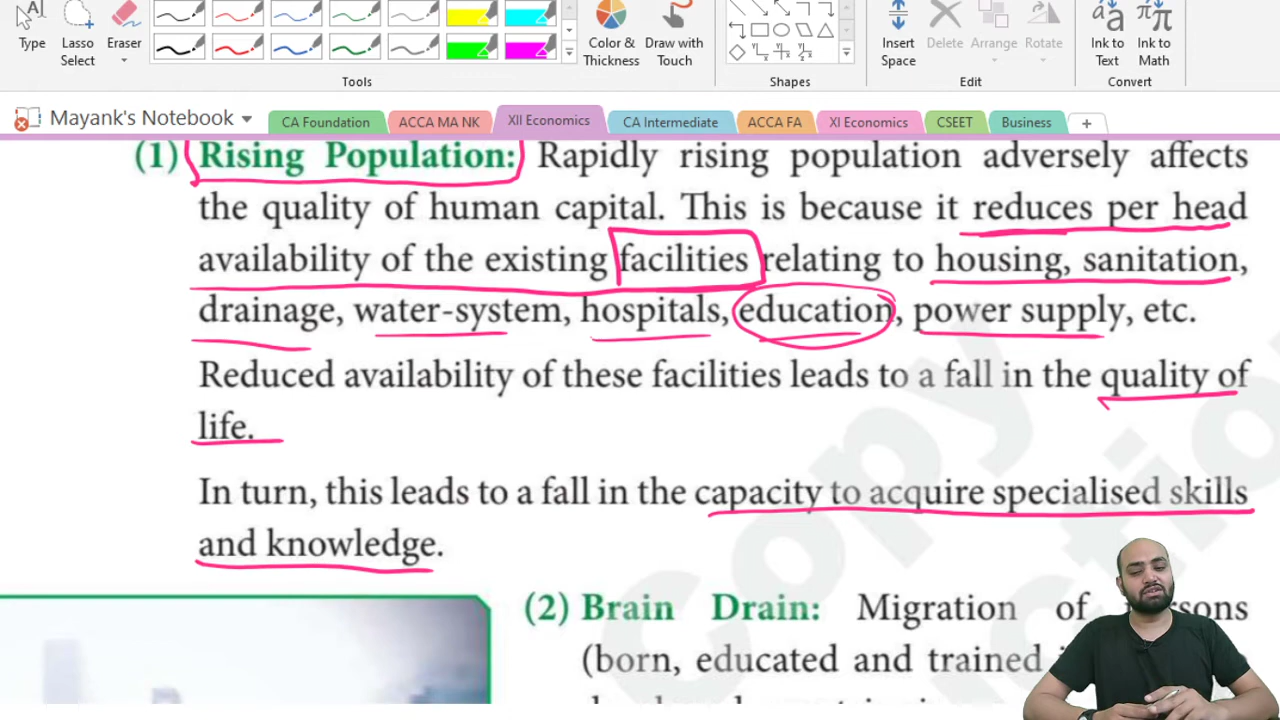 Type
Lasso
Select
Eraser
Color &
Thickness
Draw with
Touch
Insert
Space
Delete
Arrange
Rotate
Ink to
Text
Ink to
Math
Tools
Shapes
Edit
Convert
Mayank's Notebook
CA Foundation
ACCA MA NK
XII Economics
CA Intermediate
ACCA FA
XI Economics
CSEET
Business
(1) Rising Population: Rapidly rising population adversely affects
the quality of human capital. This is because it reduces per head
availability of the existing facilities relating to housing, sanitation,
drainage, water-system, hospitals, education, power supply, etc.
Reduced availability of these facilities leads to a fall in the quality of
life.
In turn, this leads to a fall in the capacity to acquire specialised skills
and knowledge.
(2) Brain Drain: Migration of
(born, educated and trained
Copy